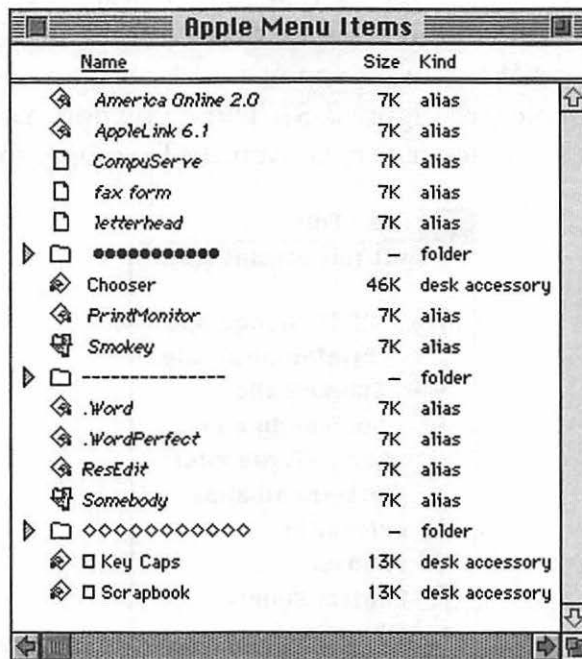 Apple Menu Items
Name Size Kind
America Online 2.0 7K alias
AppleLink 6.1 7K alias
CompuServe 7K alias
fax form 7K alias
letterhead 7K alias
●●●●●●●●●●● – folder
Chooser 46K desk accessory
PrintMonitor 7K alias
Smokey 7K alias
--------------- – folder
.Word 7K alias
.WordPerfect 7K alias
ResEdit 7K alias
Somebody 7K alias
◇◇◇◇◇◇◇◇◇◇◇ – folder
□ Key Caps 13K desk accessory
□ Scrapbook 13K desk accessory